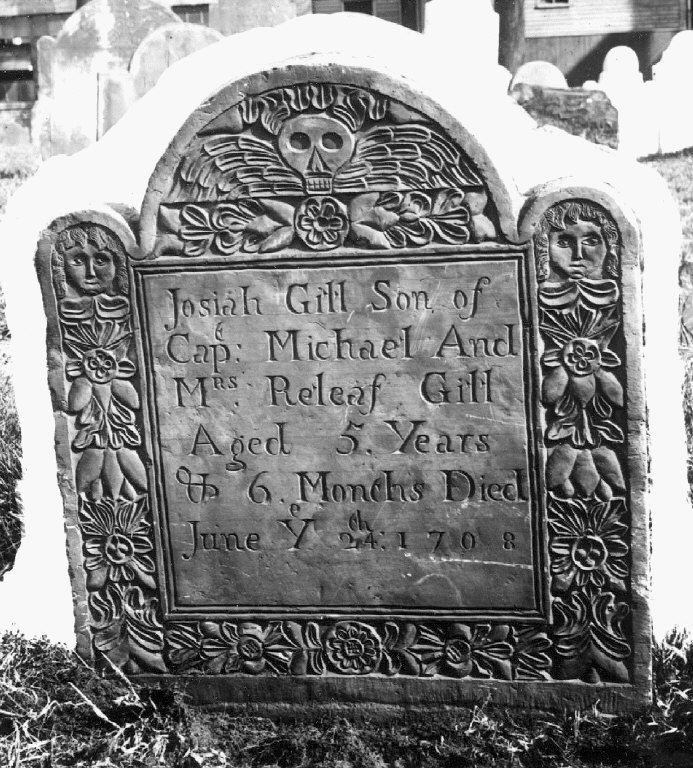 Josiah Gill Son of
Capᵗ: Michael And
Mʳˢ. Releaf Gill
Aged 5. Years
& 6. Months Died
June Yᵉ 24ᵗʰ: 1708